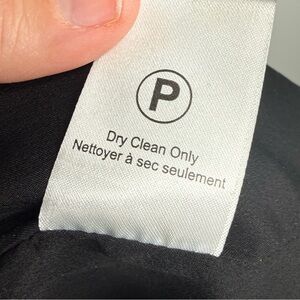 P
Dry Clean Only
Nettoyer à sec seulement